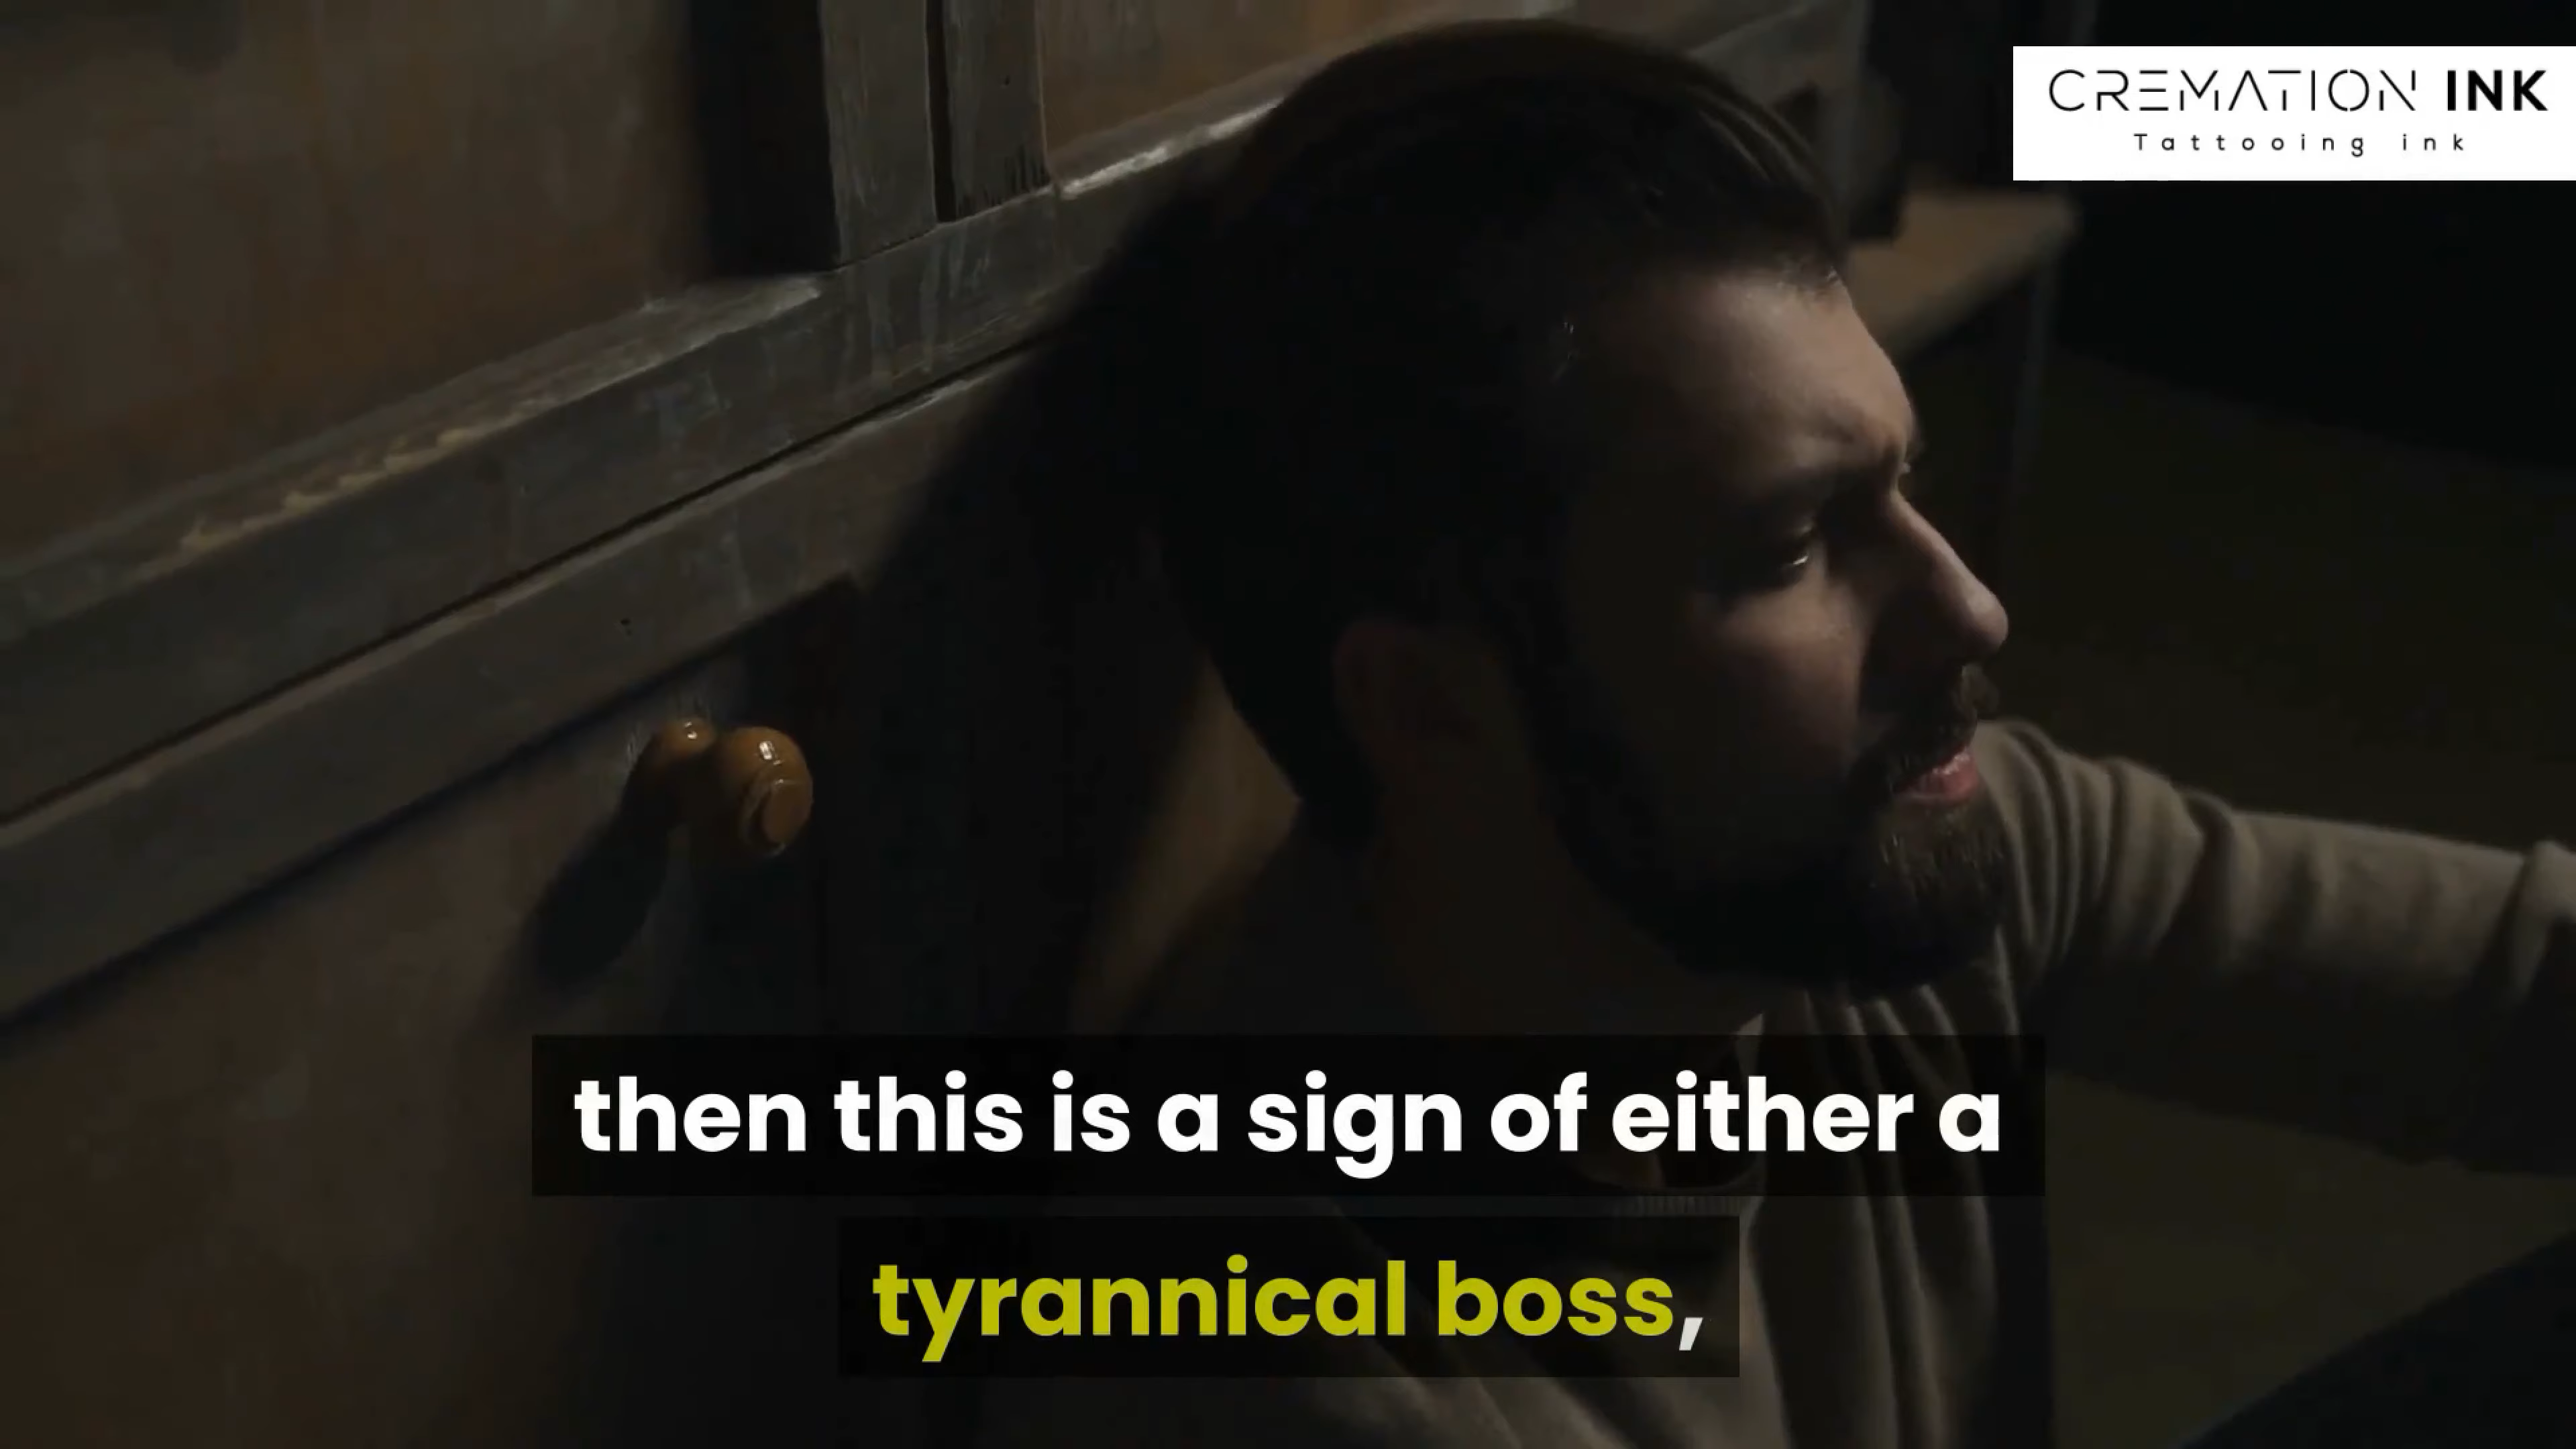 CREMATION INK
Tattooing ink
then this is a sign of either a
tyrannical boss,